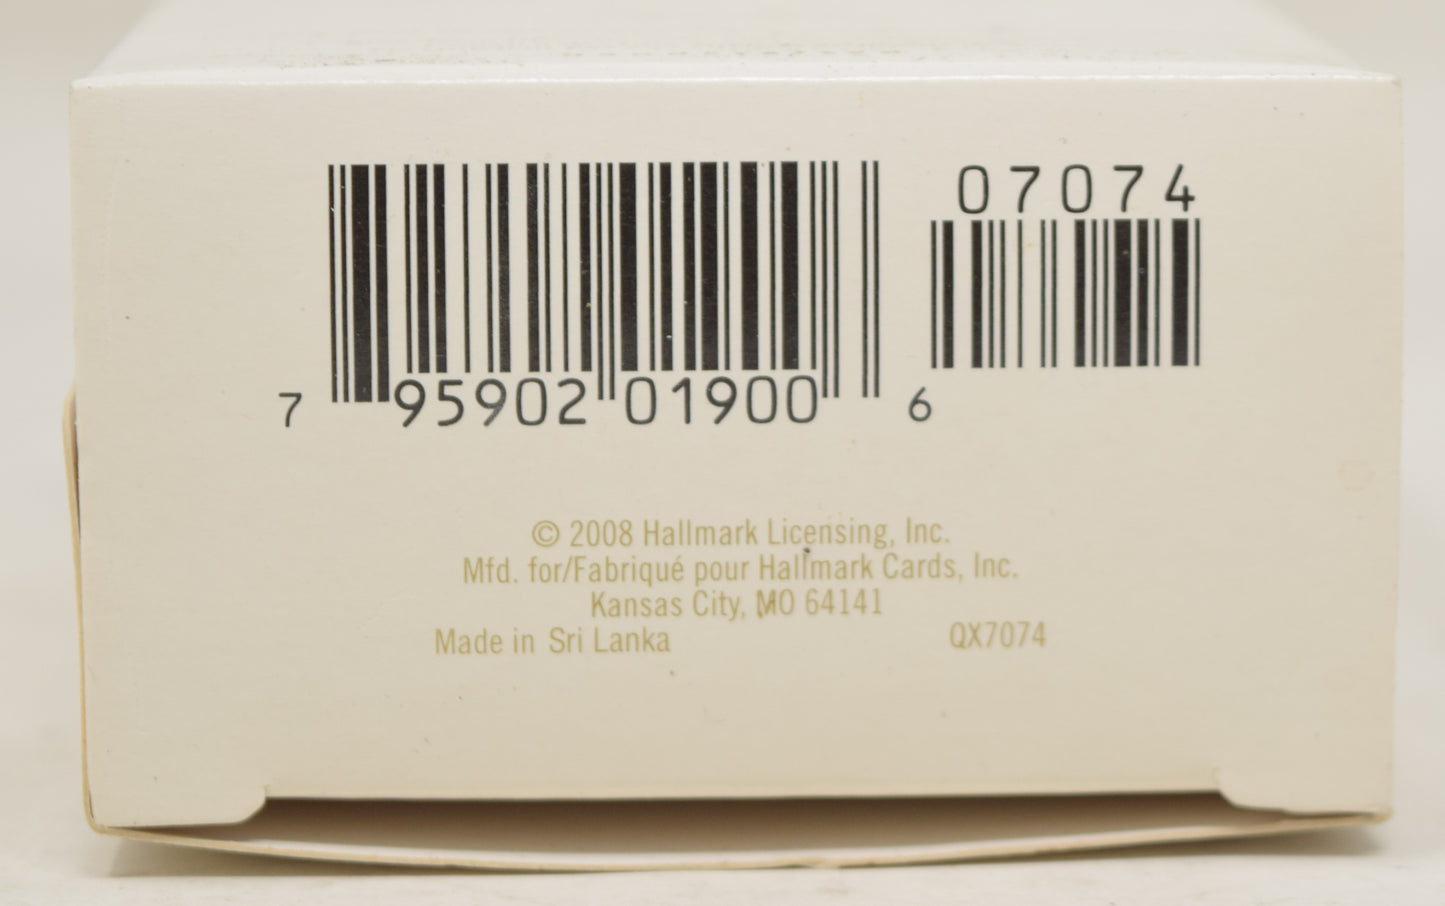 07074
7 95902 01900 6
© 2008 Hallmark Licensing, Inc.
Mfd. for/Fabriqué pour Hallmark Cards, Inc.
Kansas City, MO 64141
Made in Sri Lanka QX7074